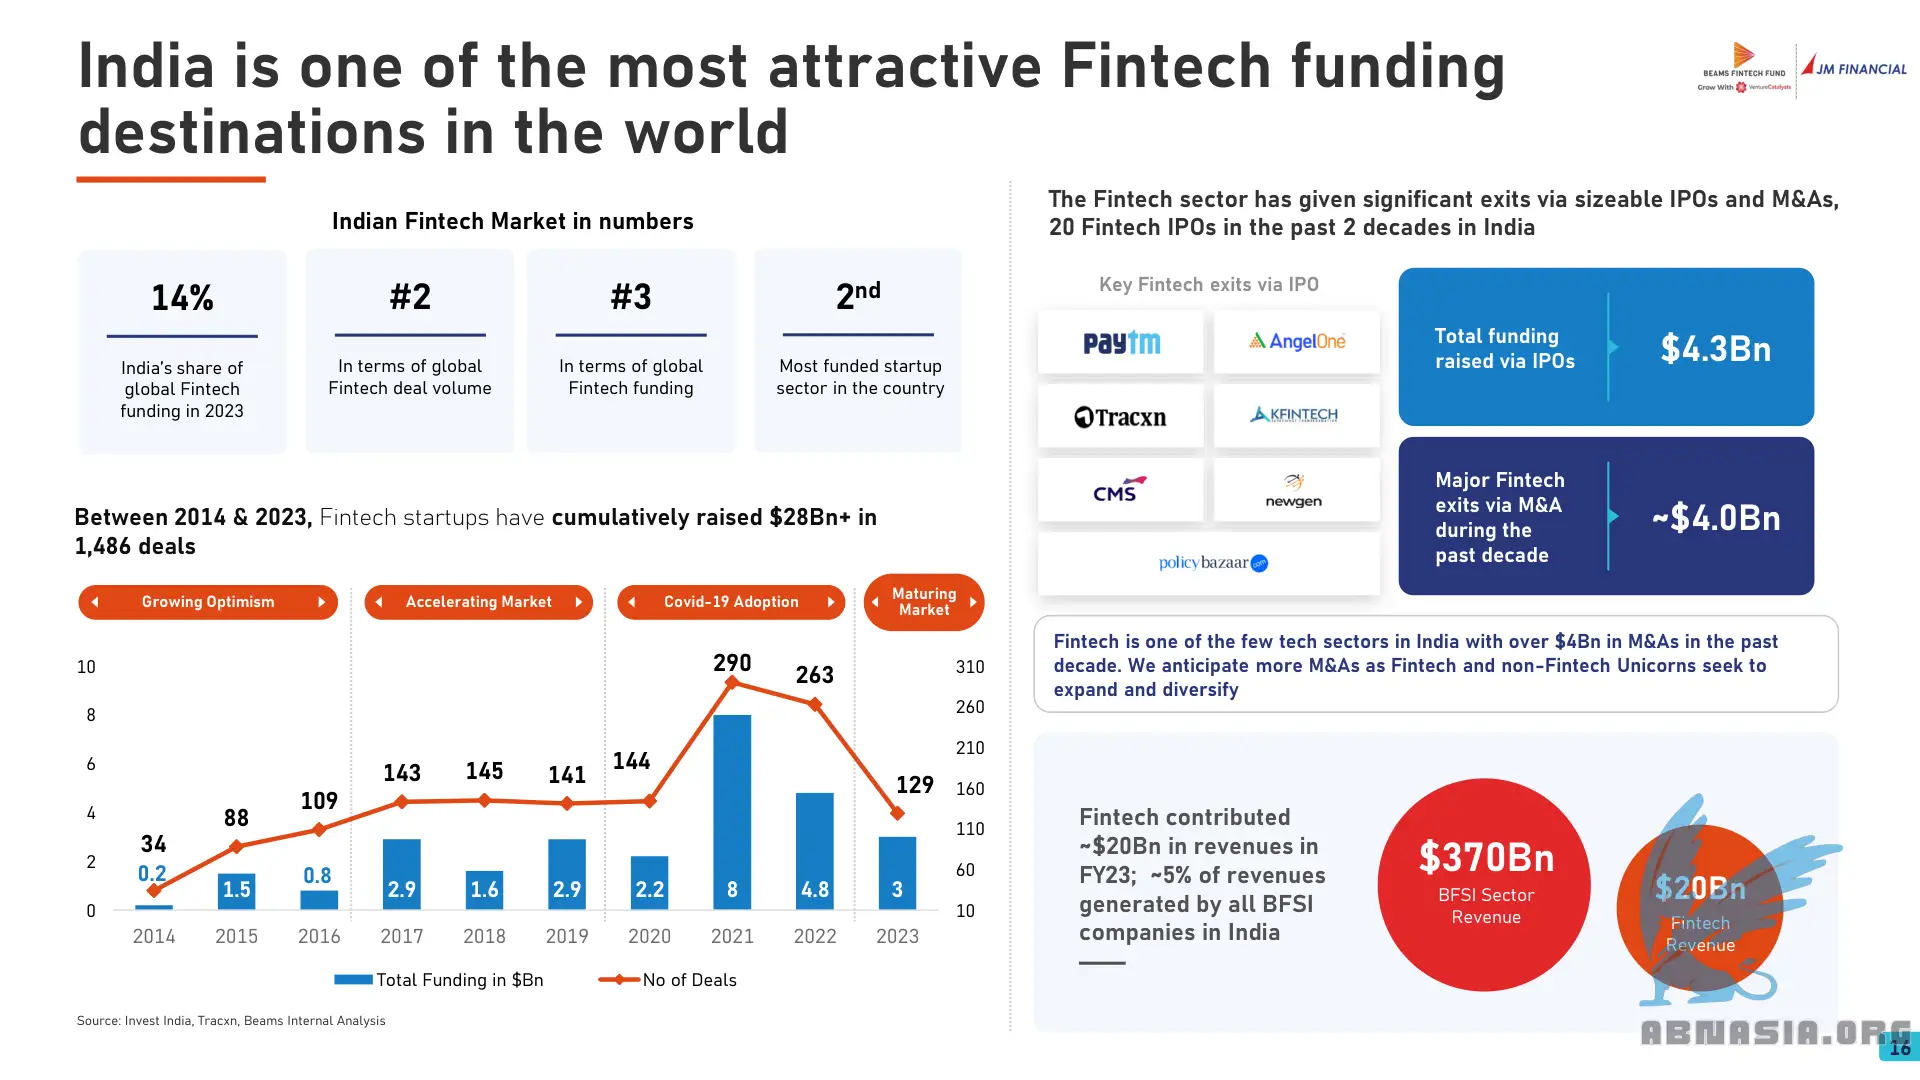 India is one of the most attractive Fintech funding
destinations in the world
BEAMS FINTECH FUND
Grow With VentureCatalysts
JM FINANCIAL
Indian Fintech Market in numbers
14%
India's share of
global Fintech
funding in 2023
#2
In terms of global
Fintech deal volume
#3
In terms of global
Fintech funding
2nd
Most funded startup
sector in the country
Between 2014 & 2023, Fintech startups have cumulatively raised $28Bn+ in
1,486 deals
Growing Optimism
Accelerating Market
Covid-19 Adoption
Maturing
Market
10
8
6
4
2
0
310
260
210
160
110
60
10
34
88
109
143
145
141
144
290
263
129
0.2
1.5
0.8
2.9
1.6
2.9
2.2
8
4.8
3
2014
2015
2016
2017
2018
2019
2020
2021
2022
2023
Total Funding in $Bn
No of Deals
Source: Invest India, Tracxn, Beams Internal Analysis
The Fintech sector has given significant exits via sizeable IPOs and M&As,
20 Fintech IPOs in the past 2 decades in India
Key Fintech exits via IPO
paytm
AngelOne
Tracxn
KFINTECH
CMS
newgen
policybazaar.com
Total funding
raised via IPOs
$4.3Bn
Major Fintech
exits via M&A
during the
past decade
~$4.0Bn
Fintech is one of the few tech sectors in India with over $4Bn in M&As in the past
decade. We anticipate more M&As as Fintech and non-Fintech Unicorns seek to
expand and diversify
Fintech contributed
~$20Bn in revenues in
FY23; ~5% of revenues
generated by all BFSI
companies in India
$370Bn
BFSI Sector
Revenue
$20Bn
Fintech
Revenue
ABNASIA.ORG
16